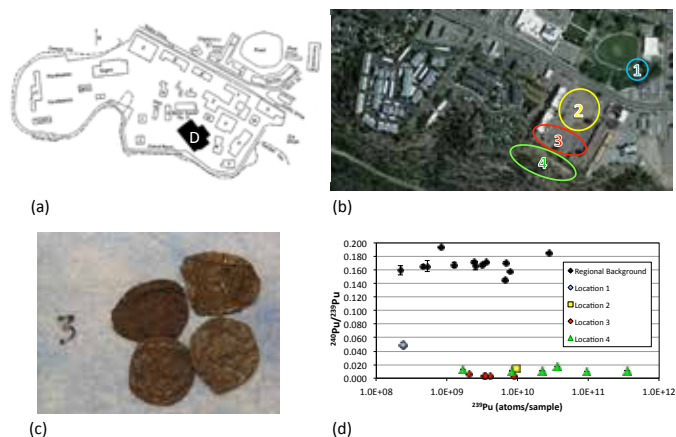 D
(a)
1
2
3
4
(b)
3
(c)
0.200
0.180
0.160
0.140
0.120
0.100
0.080
0.060
0.040
0.020
0.000
²⁴⁰Pu/²³⁹Pu
1.0E+08
1.0E+09
1.0E+10
1.0E+11
1.0E+12
²³⁹Pu (atoms/sample)
Regional Background
Location 1
Location 2
Location 3
Location 4
(d)